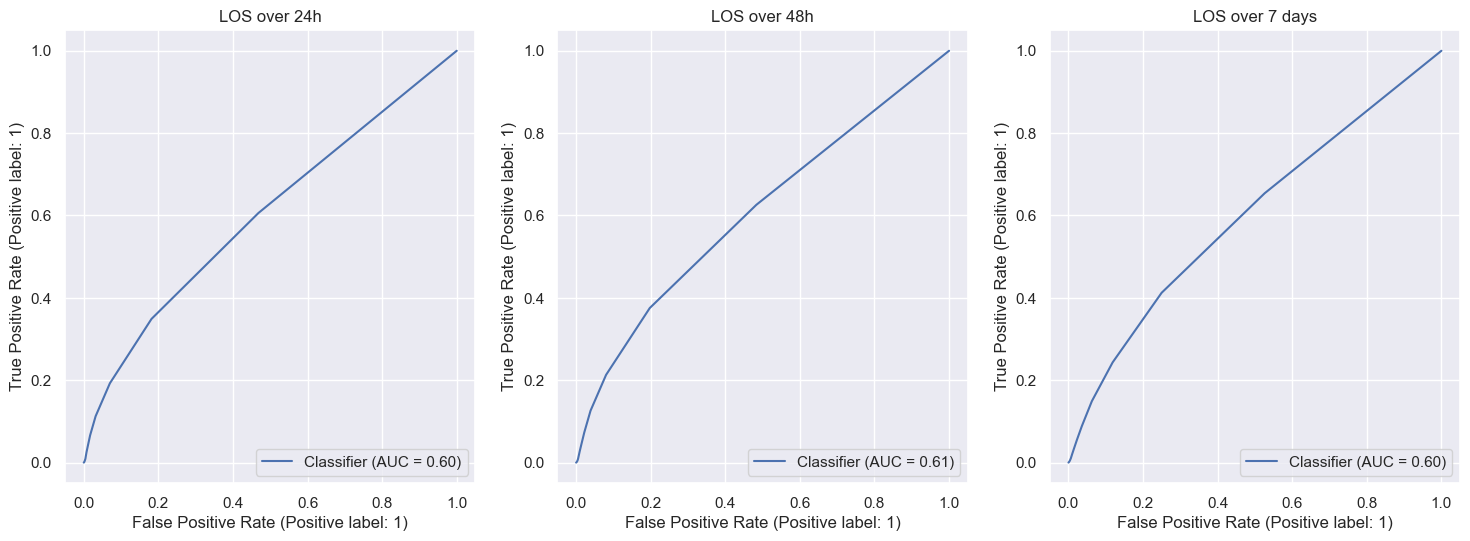 LOS over 24h
1.0
0.8
0.6
0.4
0.2
0.0
True Positive Rate (Positive label: 1)
Classifier (AUC = 0.60)
0.0 0.2 0.4 0.6 0.8 1.0
False Positive Rate (Positive label: 1)
LOS over 48h
1.0
0.8
0.6
0.4
0.2
0.0
True Positive Rate (Positive label: 1)
Classifier (AUC = 0.61)
0.0 0.2 0.4 0.6 0.8 1.0
False Positive Rate (Positive label: 1)
LOS over 7 days
1.0
0.8
0.6
0.4
0.2
0.0
True Positive Rate (Positive label: 1)
Classifier (AUC = 0.60)
0.0 0.2 0.4 0.6 0.8 1.0
False Positive Rate (Positive label: 1)